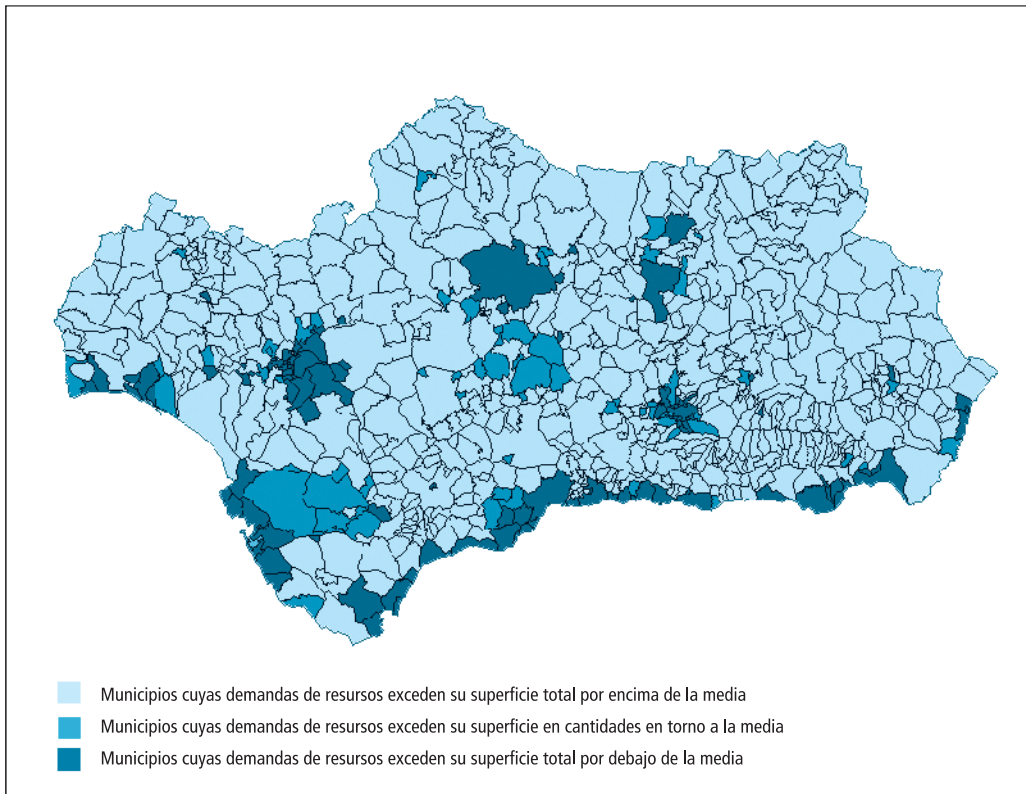 Municipios cuyas demandas de resursos exceden su superficie total por encima de la media
Municipios cuyas demandas de resursos exceden su superficie en cantidades en torno a la media
Municipios cuyas demandas de resursos exceden su superficie total por debajo de la media